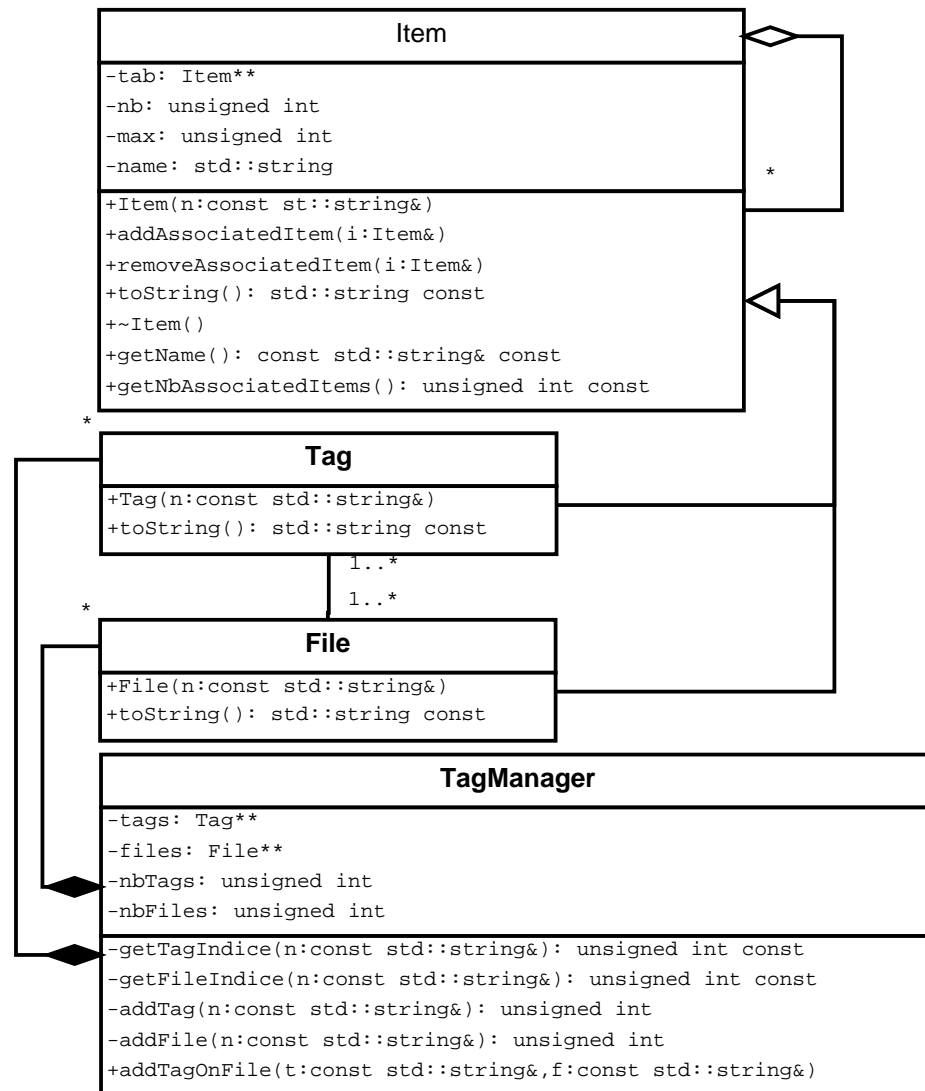 Item
-tab: Item**
-nb: unsigned int
-max: unsigned int
-name: std::string
*
+Item(n:const st::string&)
+addAssociatedItem(i:Item&)
+removeAssociatedItem(i:Item&)
+toString(): std::string const
+~Item()
+getName(): const std::string& const
+getNbAssociatedItems(): unsigned int const
*
Tag
+Tag(n:const std::string&)
+toString(): std::string const
1..*
1..*
*
File
+File(n:const std::string&)
+toString(): std::string const
TagManager
-tags: Tag**
-files: File**
-nbTags: unsigned int
-nbFiles: unsigned int
-getTagIndice(n:const std::string&): unsigned int const
-getFileIndice(n:const std::string&): unsigned int const
-addTag(n:const std::string&): unsigned int
-addFile(n:const std::string&): unsigned int
+addTagOnFile(t:const std::string&,f:const std::string&)